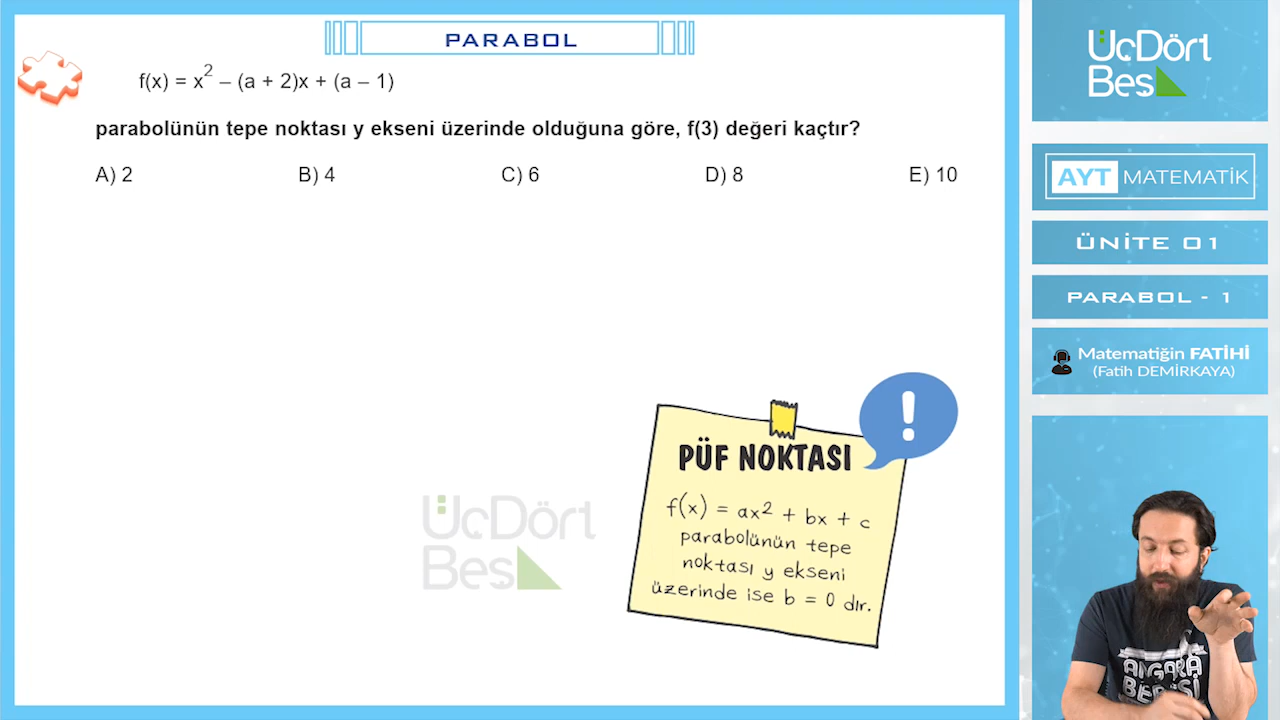 PARABOL
f(x) = x² – (a + 2)x + (a – 1)
parabolünün tepe noktası y ekseni üzerinde olduğuna göre, f(3) değeri kaçtır?
A) 2 B) 4 C) 6 D) 8 E) 10
PÜF NOKTASI
f(x) = ax² + bx + c
parabolünün tepe
noktası y ekseni
üzerinde ise b = 0 dır.
ÜçDört
Beş
ÜçDört
Beş
AYT MATEMATİK
ÜNİTE 01
PARABOL - 1
Matematiğin FATİHİ
(Fatih DEMİRKAYA)
ANGARA
BEBESİ